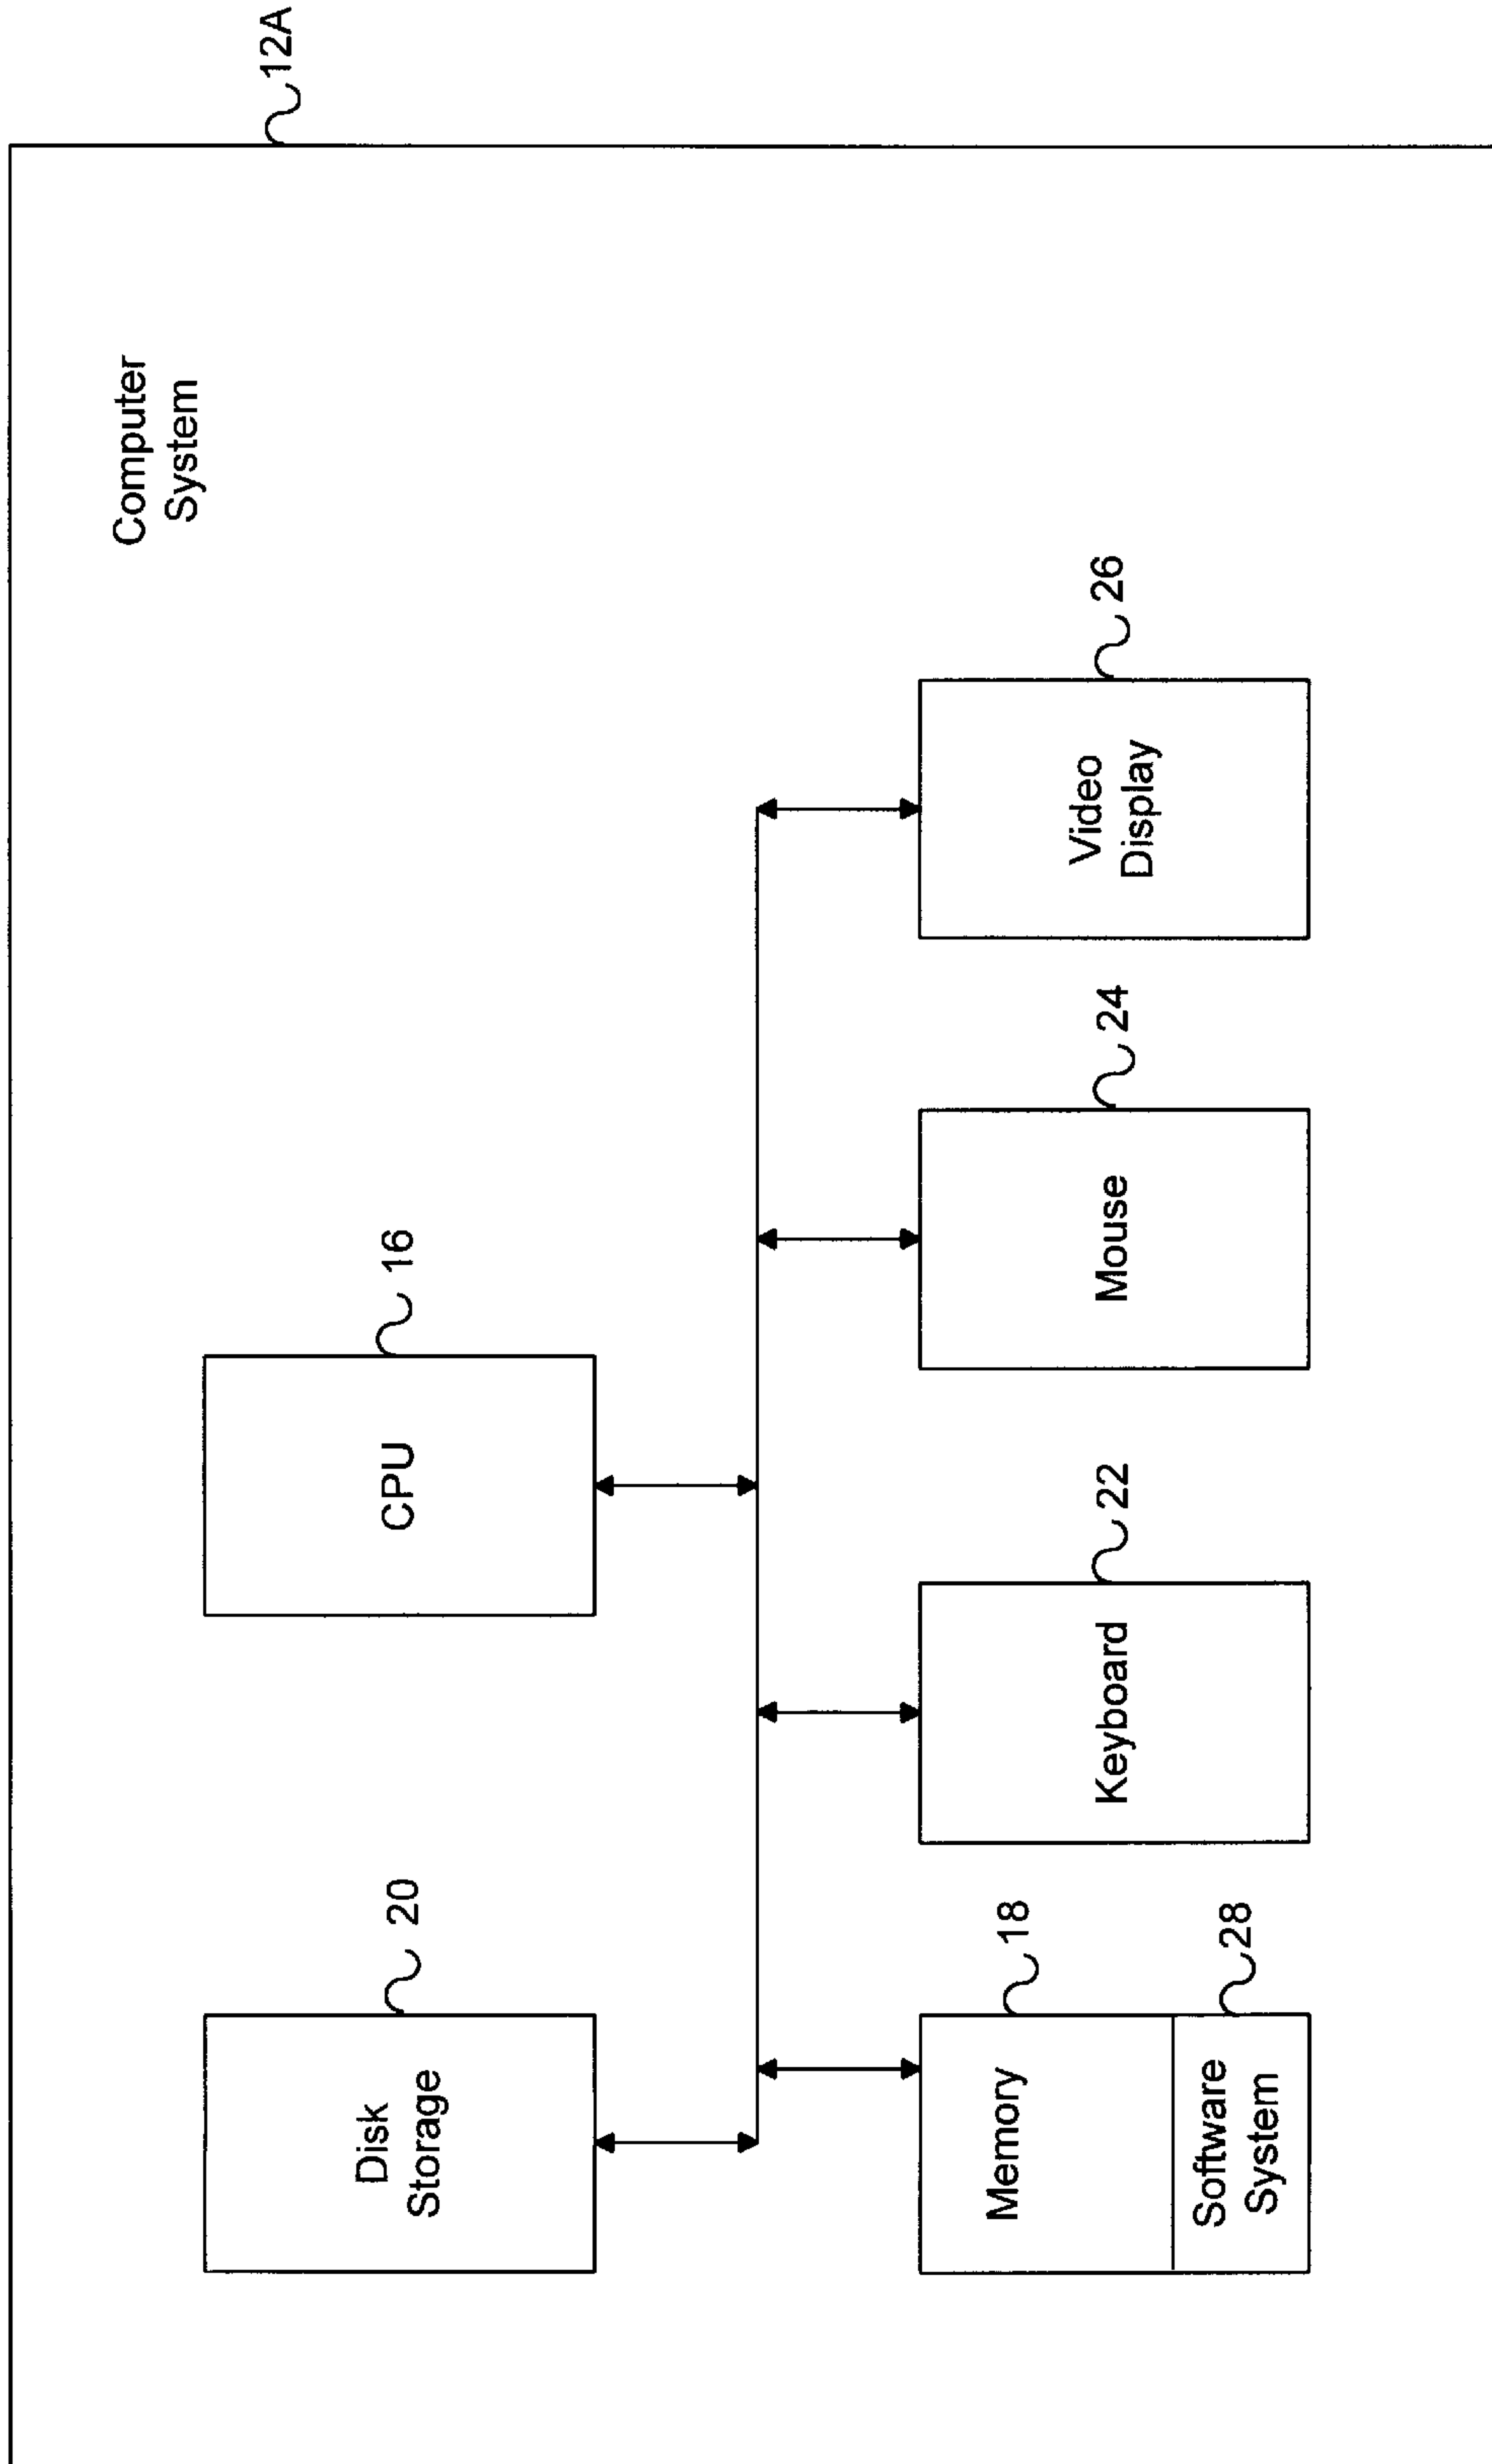 12A
Computer
System
Disk
Storage
20
CPU
16
Memory
18
Software
System
28
Keyboard
22
Mouse
24
Video
Display
26